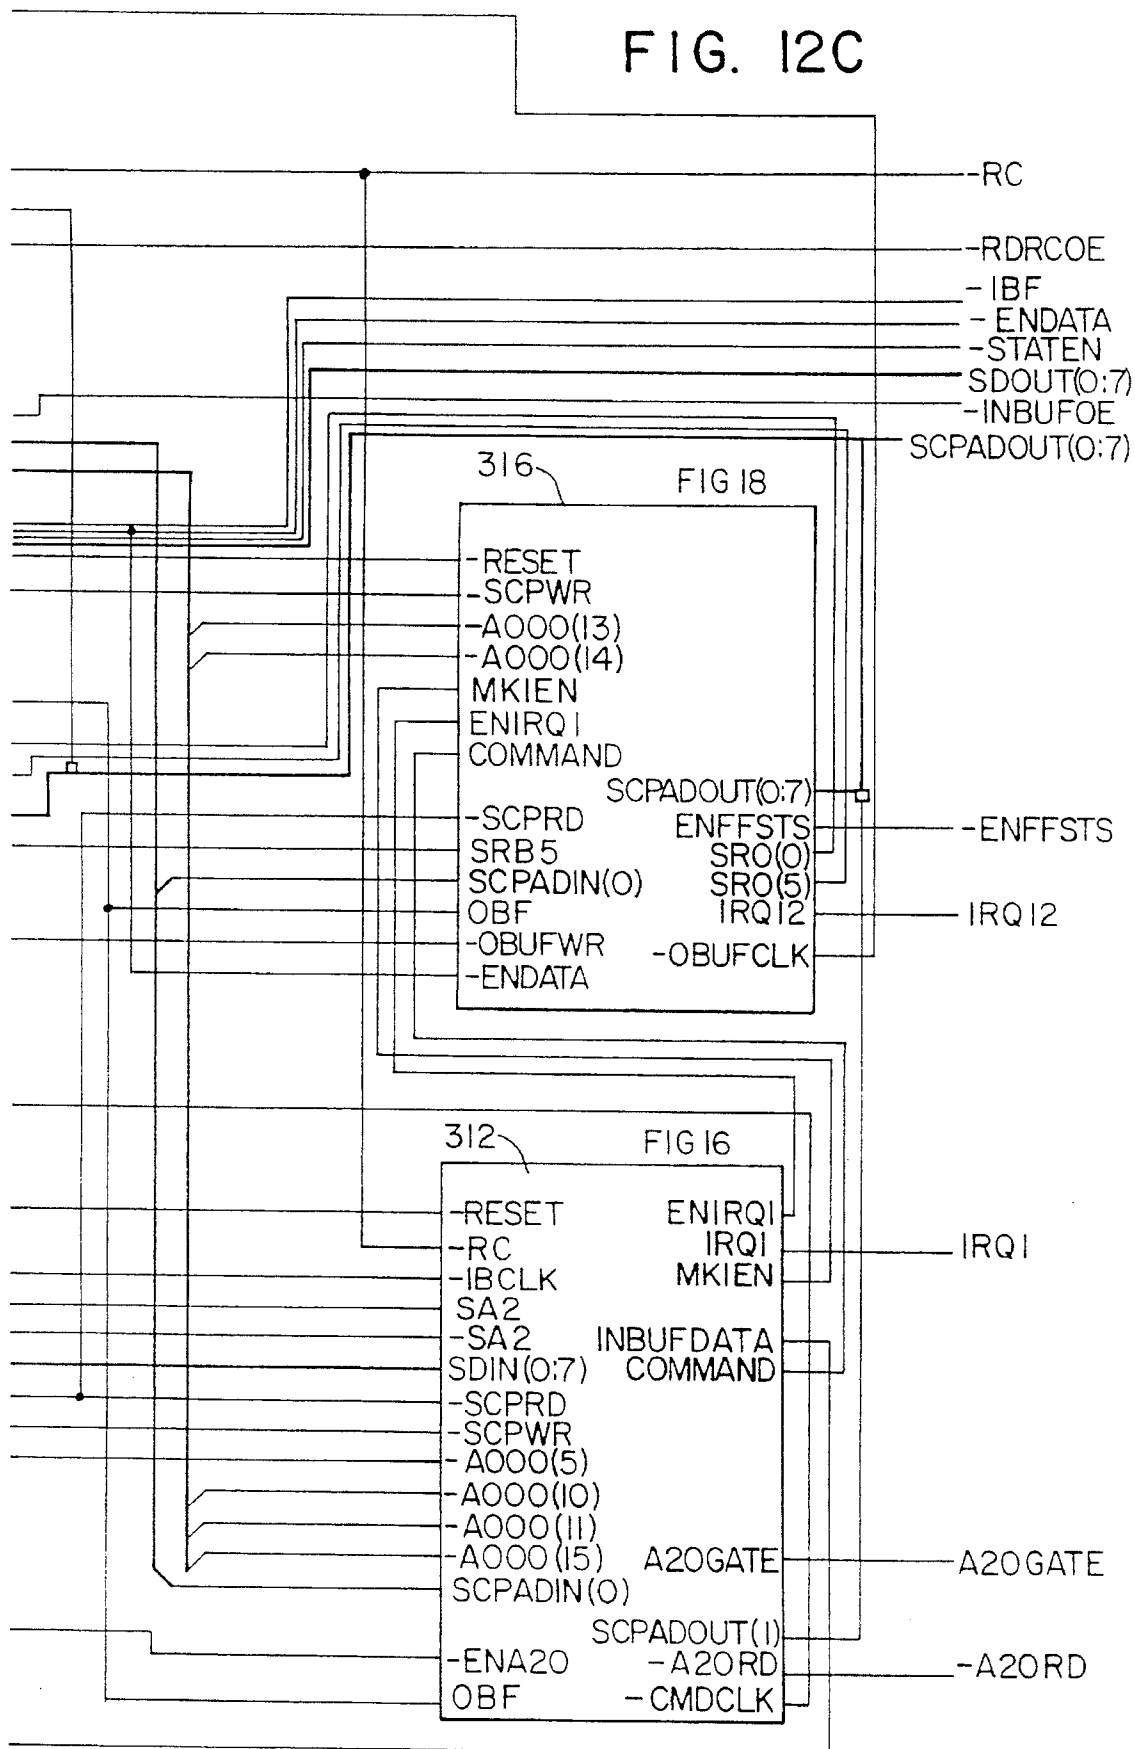 FIG. 12C
-RC
-RDRCOE
-IBF
-ENDATA
-STATEN
SDOUT(0:7)
-INBUFOE
SCPADOUT(0:7)
316
FIG 18
-RESET
-SCPWR
-A000(13)
-A000(14)
MKIEN
ENIRQ1
COMMAND
SCPADOUT(0:7)
-SCPRD
ENFFSTS
-ENFFSTS
SRB5
SRO(0)
SCPADIN(0)
SRO(5)
OBF
IRQ12
IRQ12
-OBUFWR
-OBUFCLK
-ENDATA
312
FIG 16
-RESET
ENIRQ1
-RC
IRQ1
IRQ1
-IBCLK
MKIEN
SA2
-SA2
INBUFDATA
SDIN(0:7)
COMMAND
-SCPRD
-SCPWR
-A000(5)
-A000(10)
-A000(11)
-A000(15)
A20GATE
A20GATE
SCPADIN(0)
SCPADOUT(1)
-ENA20
-A20RD
-A20RD
OBF
-CMDCLK